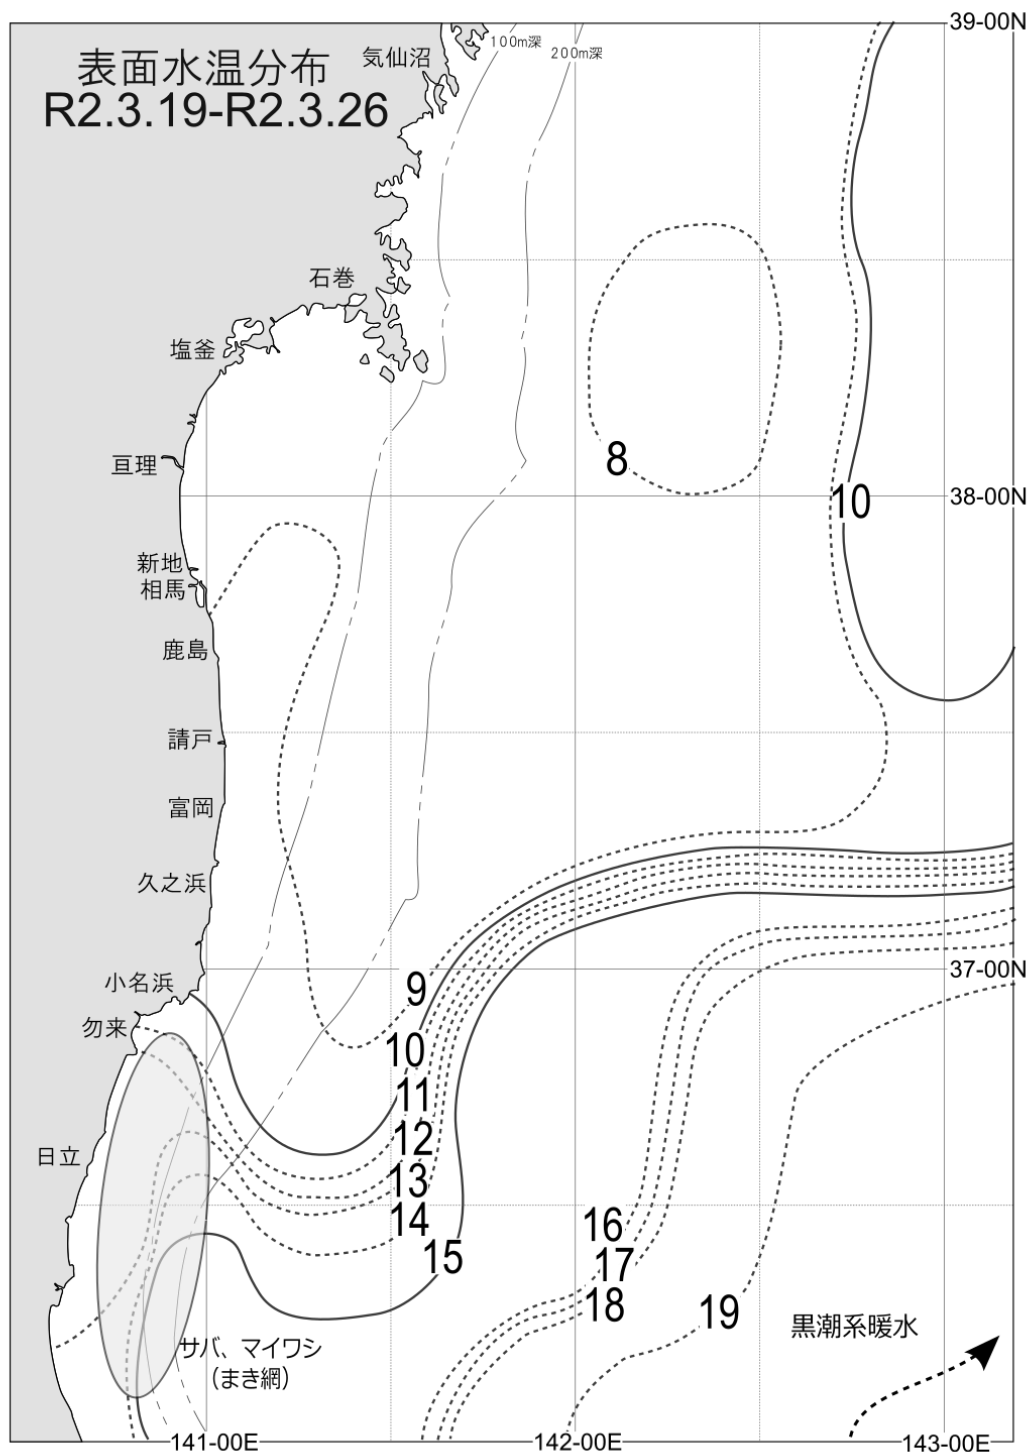 39-00N
100m深
200m深
気仙沼
表面水温分布
R2.3.19-R2.3.26
石巻
塩釜
8
亘理
10
38-00N
新地
相馬
鹿島
請戸
富岡
久之浜
37-00N
小名浜
9
勿来
10
11
12
日立
13
14
16
15
17
18
19
黒潮系暖水
サバ、マイワシ
(まき網)
141-00E
142-00E
143-00E